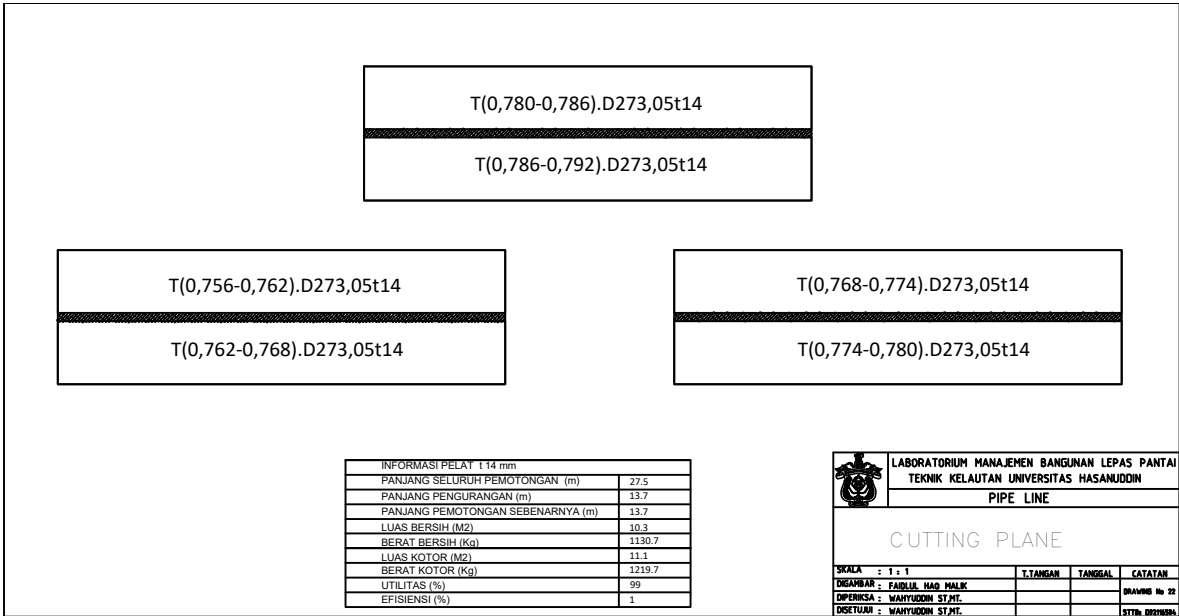 T(0,780-0,786).D273,05t14
T(0,786-0,792).D273,05t14
T(0,756-0,762).D273,05t14
T(0,762-0,768).D273,05t14
T(0,768-0,774).D273,05t14
T(0,774-0,780).D273,05t14
INFORMASI PELAT t 14 mm
PANJANG SELURUH PEMOTONGAN (m) 27.5
PANJANG PENGURANGAN (m) 13.7
PANJANG PEMOTONGAN SEBENARNYA (m) 13.7
LUAS BERSIH (M2) 10.3
BERAT BERSIH (Kg) 1130.7
LUAS KOTOR (M2) 11.1
BERAT KOTOR (Kg) 1219.7
UTILITAS (%) 99
EFISIENSI (%) 1
LABORATORIUM MANAJEMEN BANGUNAN LEPAS PANTAI
TEKNIK KELAUTAN UNIVERSITAS HASANUDDIN
PIPE LINE
CUTTING PLANE
SKALA : 1 : 1 T.TANGAN TANGGAL CATATAN
DIGAMBAR : FAIDLUL HAQ MALIK
DRAWING No 22
DIPERIKSA : WAHYUDDIN ST,MT.
DISETUJUI : WAHYUDDIN ST,MT.